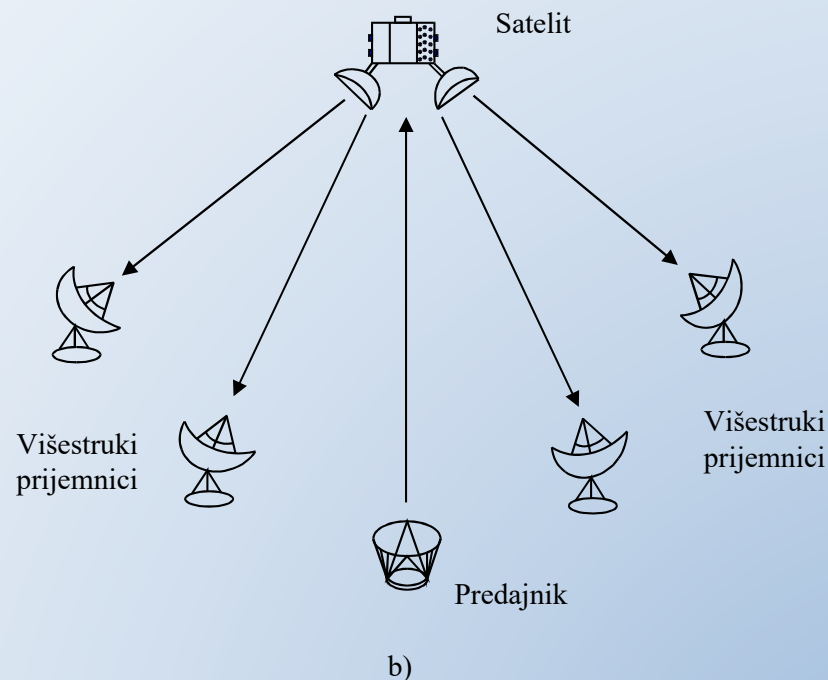 Satelit
Višestruki
prijemnici
Višestruki
prijemnici
Predajnik
b)